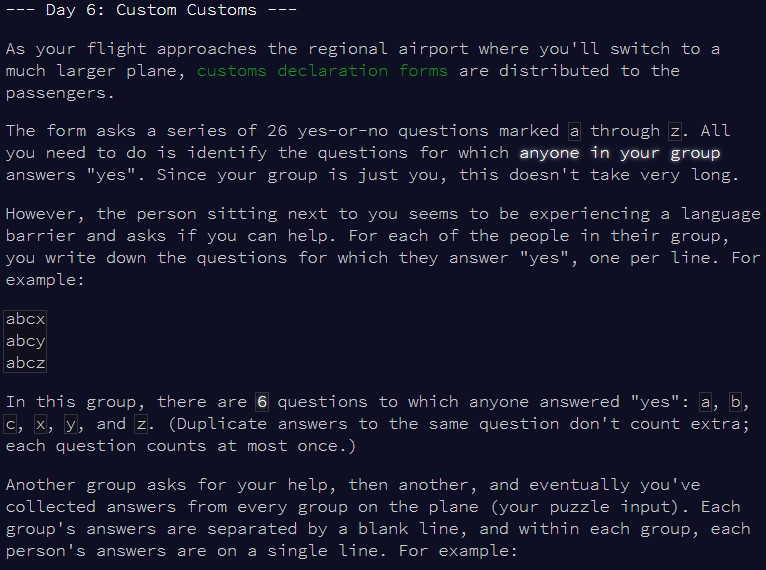 --- Day 6: Custom Customs ---
As your flight approaches the regional airport where you'll switch to a
much larger plane, customs declaration forms are distributed to the
passengers.
The form asks a series of 26 yes-or-no questions marked a through z. All
you need to do is identify the questions for which anyone in your group
answers "yes". Since your group is just you, this doesn't take very long.
However, the person sitting next to you seems to be experiencing a language
barrier and asks if you can help. For each of the people in their group,
you write down the questions for which they answer "yes", one per line. For
example:
abcx
abcy
abcz
In this group, there are 6 questions to which anyone answered "yes": a, b,
c, x, y, and z. (Duplicate answers to the same question don't count extra;
each question counts at most once.)
Another group asks for your help, then another, and eventually you've
collected answers from every group on the plane (your puzzle input). Each
group's answers are separated by a blank line, and within each group, each
person's answers are on a single line. For example: